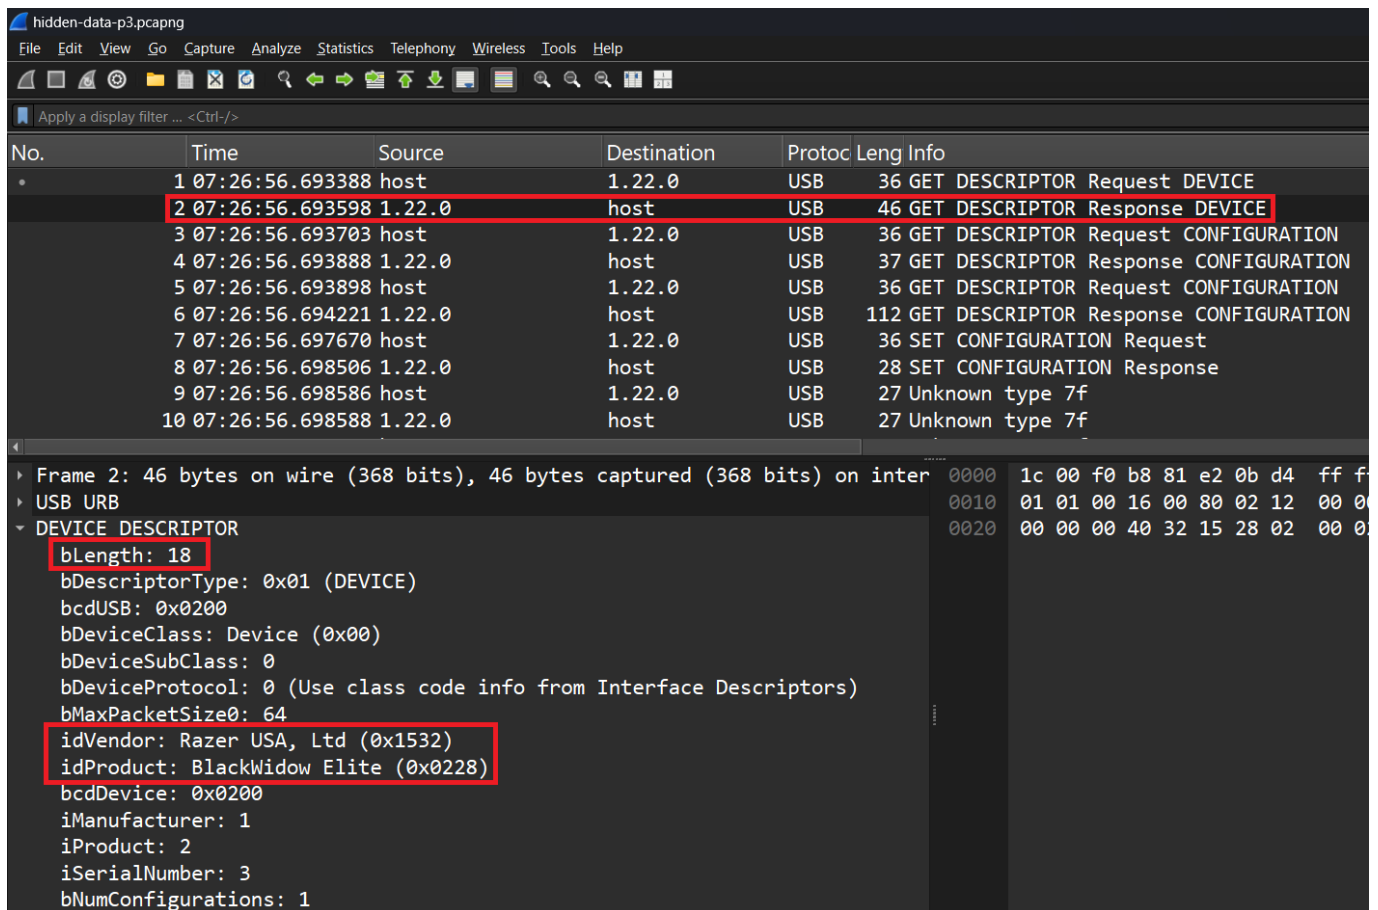 hidden-data-p3.pcapng
File Edit View Go Capture Analyze Statistics Telephony Wireless Tools Help
Apply a display filter ... <Ctrl-/>
No. Time Source Destination Protoc Leng Info
1 07:26:56.693388 host 1.22.0 USB 36 GET DESCRIPTOR Request DEVICE
2 07:26:56.693598 1.22.0 host USB 46 GET DESCRIPTOR Response DEVICE
3 07:26:56.693703 host 1.22.0 USB 36 GET DESCRIPTOR Request CONFIGURATION
4 07:26:56.693888 1.22.0 host USB 37 GET DESCRIPTOR Response CONFIGURATION
5 07:26:56.693898 host 1.22.0 USB 36 GET DESCRIPTOR Request CONFIGURATION
6 07:26:56.694221 1.22.0 host USB 112 GET DESCRIPTOR Response CONFIGURATION
7 07:26:56.697670 host 1.22.0 USB 36 SET CONFIGURATION Request
8 07:26:56.698506 1.22.0 host USB 28 SET CONFIGURATION Response
9 07:26:56.698586 host 1.22.0 USB 27 Unknown type 7f
10 07:26:56.698588 1.22.0 host USB 27 Unknown type 7f
Frame 2: 46 bytes on wire (368 bits), 46 bytes captured (368 bits) on inter
USB URB
DEVICE DESCRIPTOR
bLength: 18
bDescriptorType: 0x01 (DEVICE)
bcdUSB: 0x0200
bDeviceClass: Device (0x00)
bDeviceSubClass: 0
bDeviceProtocol: 0 (Use class code info from Interface Descriptors)
bMaxPacketSize0: 64
idVendor: Razer USA, Ltd (0x1532)
idProduct: BlackWidow Elite (0x0228)
bcdDevice: 0x0200
iManufacturer: 1
iProduct: 2
iSerialNumber: 3
bNumConfigurations: 1
0000 1c 00 f0 b8 81 e2 0b d4 ff
0010 01 01 00 16 00 80 02 12 00
0020 00 00 00 40 32 15 28 02 00